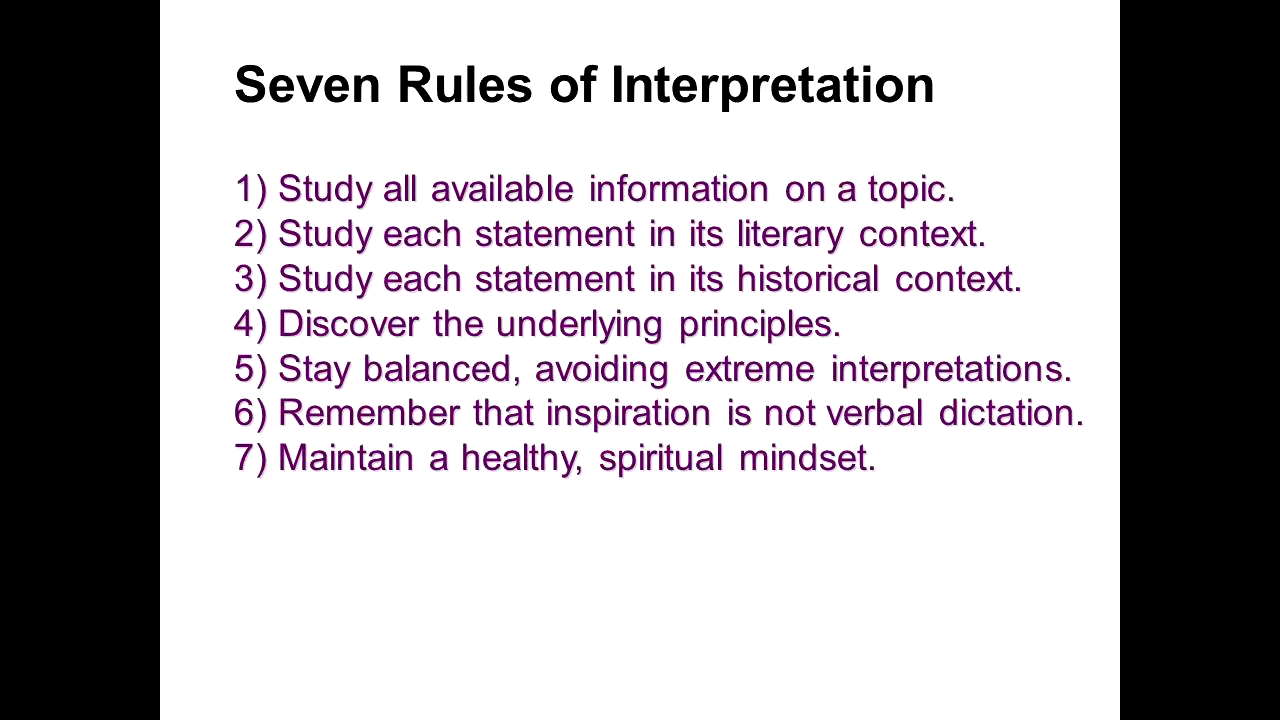 Seven Rules of Interpretation
1) Study all available information on a topic.
2) Study each statement in its literary context.
3) Study each statement in its historical context.
4) Discover the underlying principles.
5) Stay balanced, avoiding extreme interpretations.
6) Remember that inspiration is not verbal dictation.
7) Maintain a healthy, spiritual mindset.